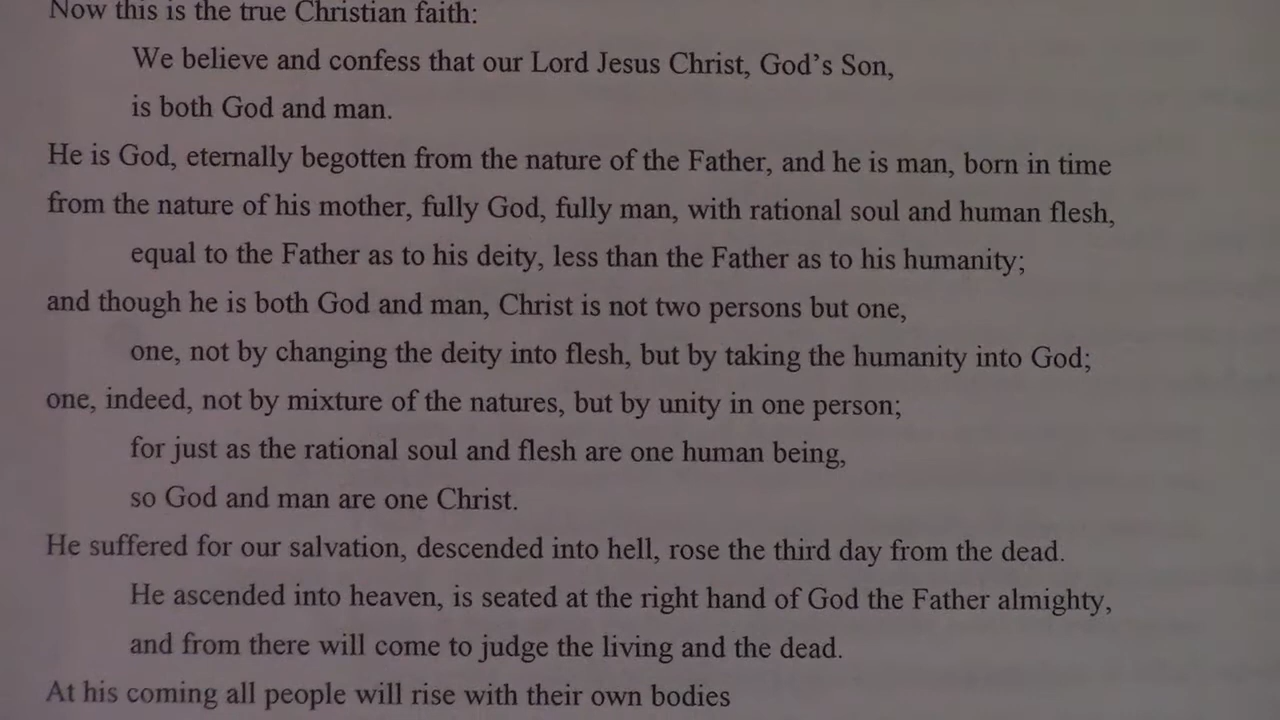 Now this is the true Christian faith:
We believe and confess that our Lord Jesus Christ, God’s Son,
is both God and man.
He is God, eternally begotten from the nature of the Father, and he is man, born in time
from the nature of his mother, fully God, fully man, with rational soul and human flesh,
equal to the Father as to his deity, less than the Father as to his humanity;
and though he is both God and man, Christ is not two persons but one,
one, not by changing the deity into flesh, but by taking the humanity into God;
one, indeed, not by mixture of the natures, but by unity in one person;
for just as the rational soul and flesh are one human being,
so God and man are one Christ.
He suffered for our salvation, descended into hell, rose the third day from the dead.
He ascended into heaven, is seated at the right hand of God the Father almighty,
and from there will come to judge the living and the dead.
At his coming all people will rise with their own bodies